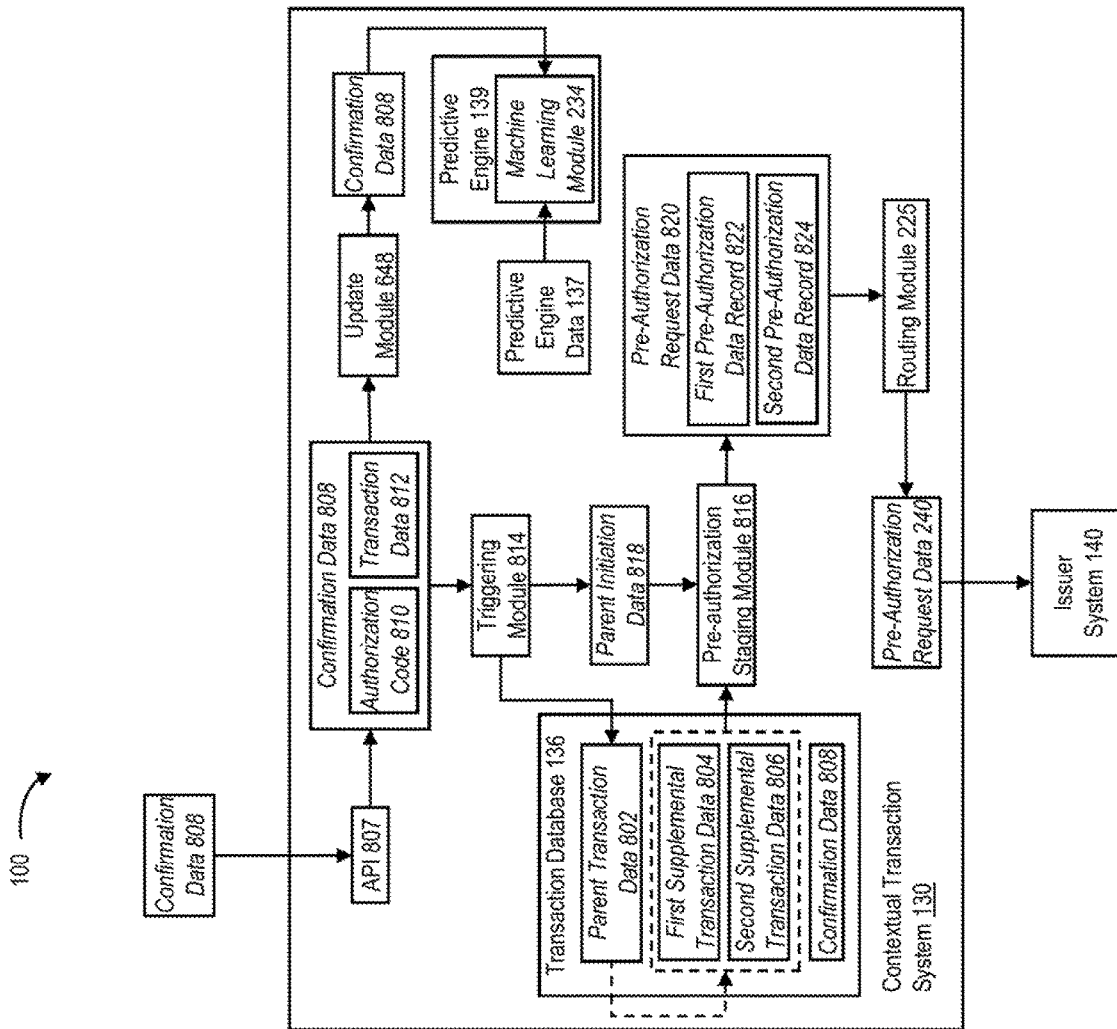 100
Confirmation
Data 808
API 807
Confirmation Data 808
Authorization
Code 810
Transaction
Data 812
Update
Module 648
Confirmation
Data 808
Predictive
Engine 139
Machine
Learning
Module 234
Predictive
Engine
Data 137
Triggering
Module 814
Parent Initiation
Data 818
Pre-authorization
Staging Module 816
Transaction Database 136
Parent Transaction
Data 802
First Supplemental
Transaction Data 804
Second Supplemental
Transaction Data 806
Confirmation Data 808
Pre-Authorization
Request Data 820
First Pre-Authorization
Data Record 822
Second Pre-Authorization
Data Record 824
Routing Module 225
Pre-Authorization
Request Data 240
Contextual Transaction
System 130
Issuer
System 140